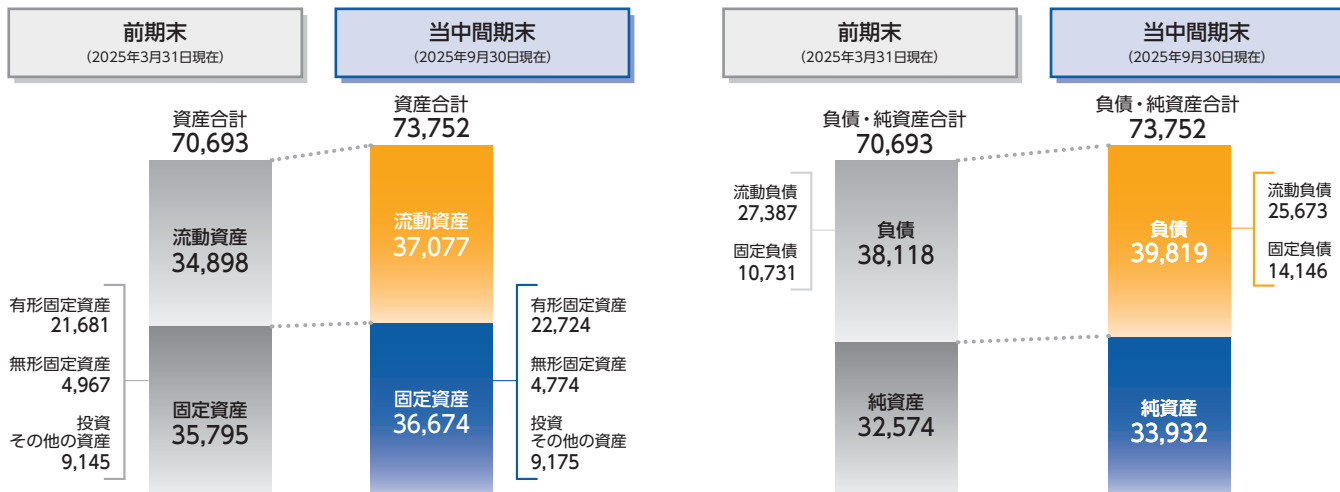 前期末
(2025年3月31日現在)
当中間期末
(2025年9月30日現在)
資産合計
70,693
資産合計
73,752
流動資産
34,898
流動資産
37,077
有形固定資産
21,681
無形固定資産
4,967
投資
その他の資産
9,145
固定資産
35,795
固定資産
36,674
有形固定資産
22,724
無形固定資産
4,774
投資
その他の資産
9,175
前期末
(2025年3月31日現在)
当中間期末
(2025年9月30日現在)
負債・純資産合計
70,693
負債・純資産合計
73,752
流動負債
27,387
固定負債
10,731
負債
38,118
負債
39,819
流動負債
25,673
固定負債
14,146
純資産
32,574
純資産
33,932